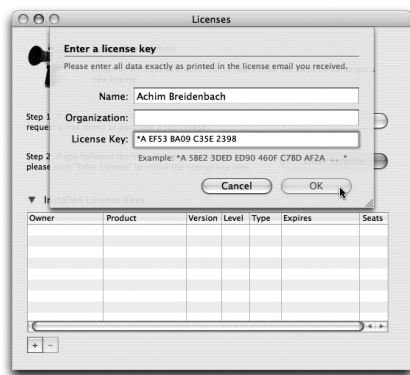 Licenses
Enter a license key
Please enter all data exactly as printed in the license email you received.
Name: Achim Breidenbach
Step 1
Organization:
License Key: *A EF53 BA09 C35E 2398
Example: *A 5BE2 3DED ED90 460F C78D AF2A ... *
Step 2
please
Cancel OK
Installed License Keys
Owner Product Version Level Type Expires Seats
+ -